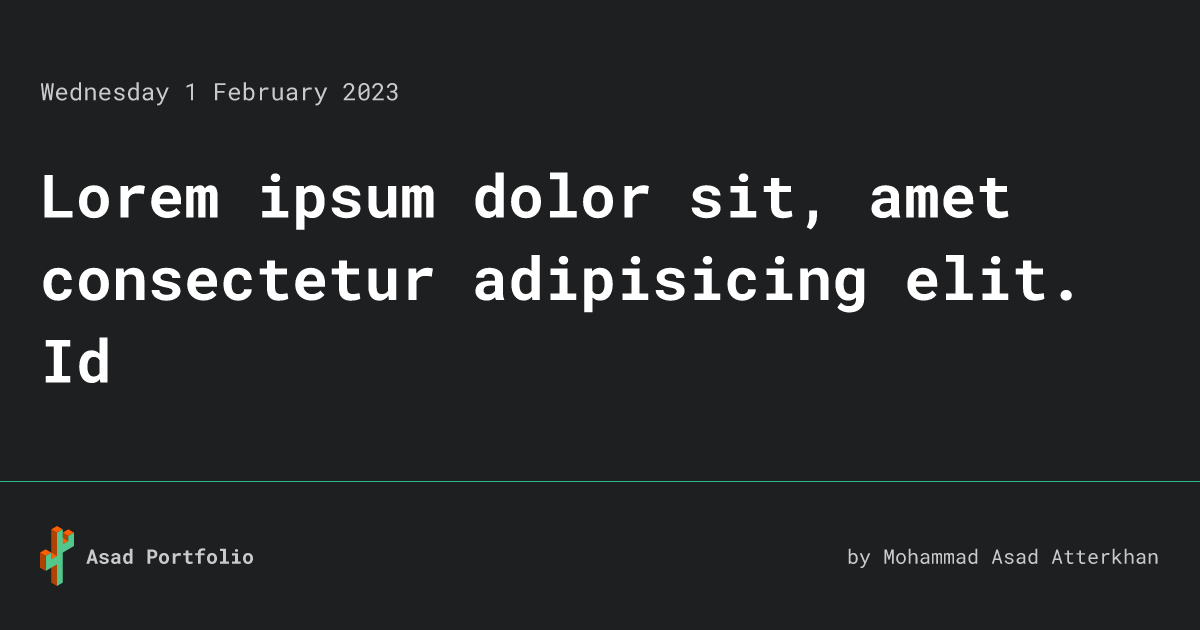 Wednesday 1 February 2023
Lorem ipsum dolor sit, amet
consectetur adipisicing elit.
Id
Asad Portfolio
by Mohammad Asad Atterkhan